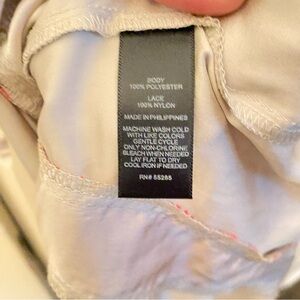 BODY
100% POLYESTER
LACE
100% NYLON
MADE IN PHILIPPINES
MACHINE WASH COLD
WITH LIKE COLORS
GENTLE CYCLE
ONLY NON-CHLORINE
BLEACH WHEN NEEDED
LAY FLAT TO DRY
COOL IRON IF NEEDED
RN# 55285